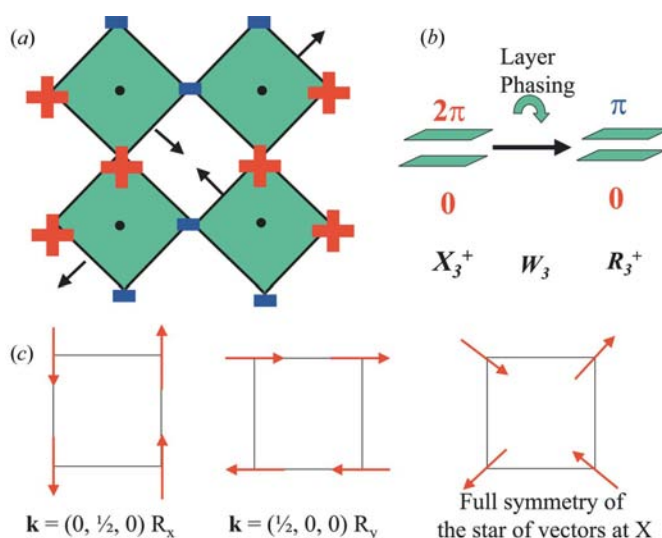 (a)
(b)
Layer
Phasing
2π
π
0
0
X₃⁺
W₃
R₃⁺
(c)
k = (0, ½, 0) Rₓ
k = (½, 0, 0) Rᵧ
Full symmetry of
the star of vectors at X